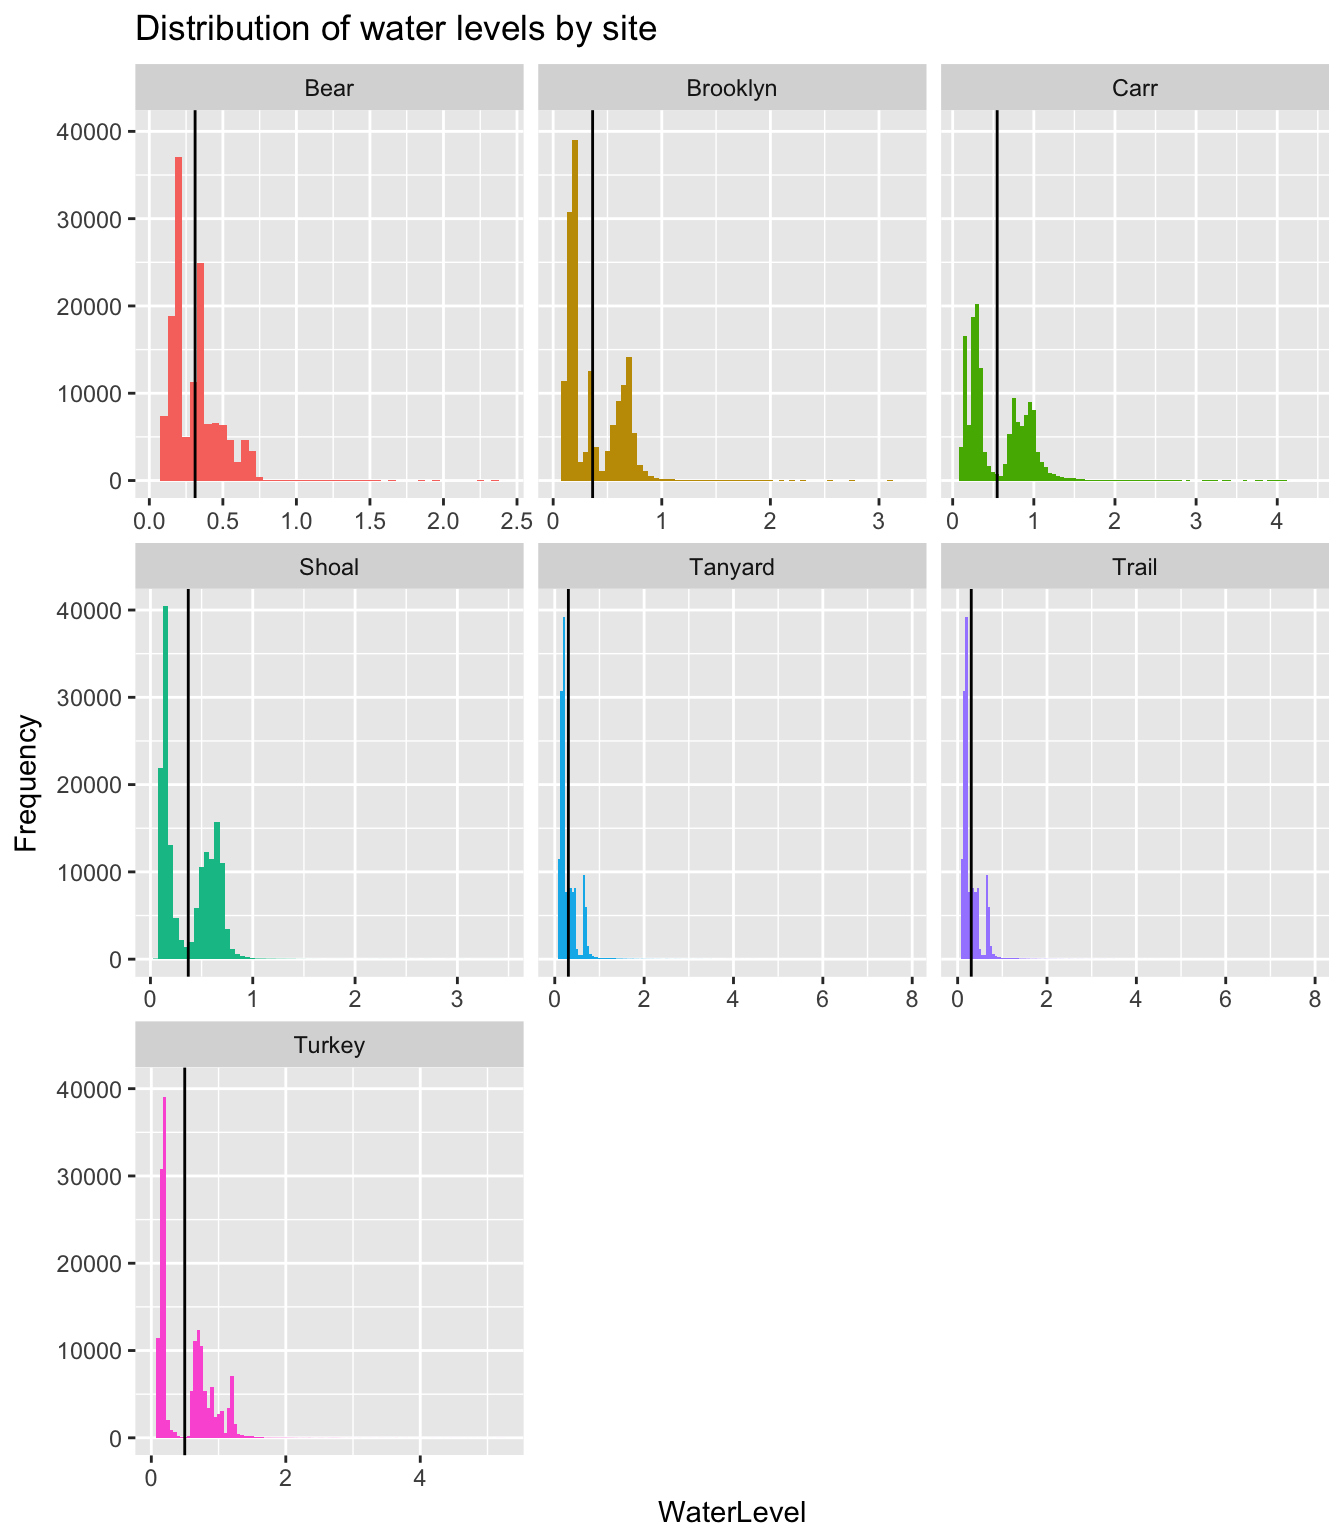 Distribution of water levels by site
Bear Brooklyn Carr
40000
30000
20000
10000
0
0.0 0.5 1.0 1.5 2.0 2.5 0 1 2 3 0 1 2 3 4
Shoal Tanyard Trail
40000
30000
20000
10000
0
0 1 2 3 0 2 4 6 8 0 2 4 6 8
Turkey
40000
30000
20000
10000
0
0 2 4
Frequency
WaterLevel